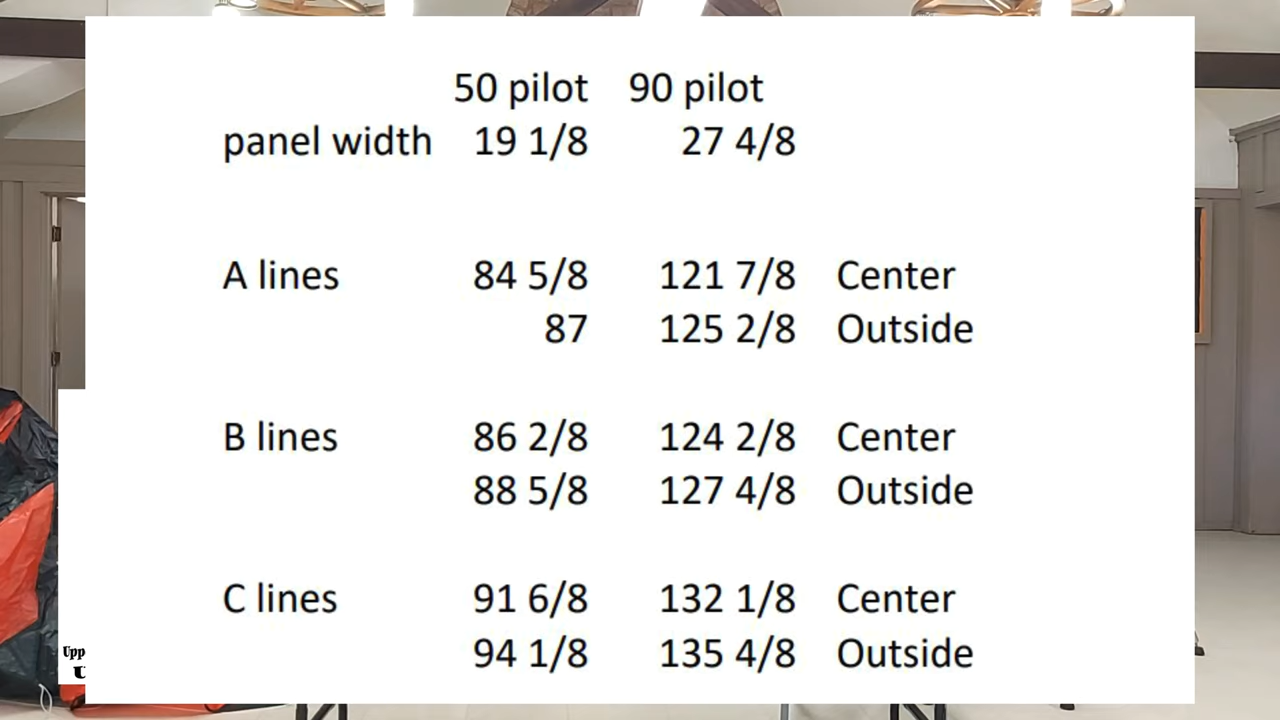 50 pilot 90 pilot
panel width 19 1/8 27 4/8
A lines 84 5/8 121 7/8 Center
87 125 2/8 Outside
B lines 86 2/8 124 2/8 Center
88 5/8 127 4/8 Outside
C lines 91 6/8 132 1/8 Center
94 1/8 135 4/8 Outside